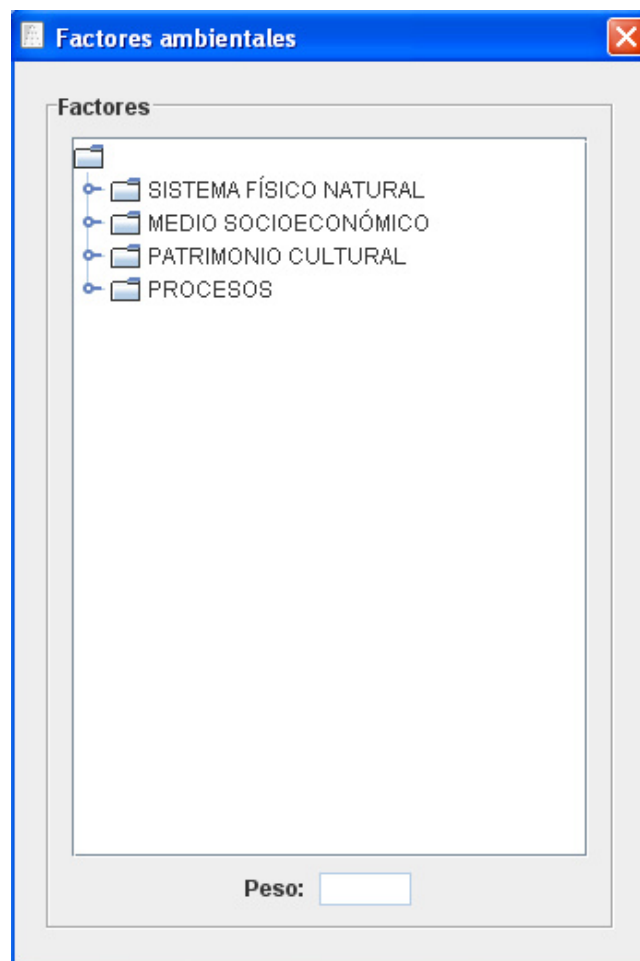 Factores ambientales
Factores
SISTEMA FÍSICO NATURAL
MEDIO SOCIOECONÓMICO
PATRIMONIO CULTURAL
PROCESOS
Peso: